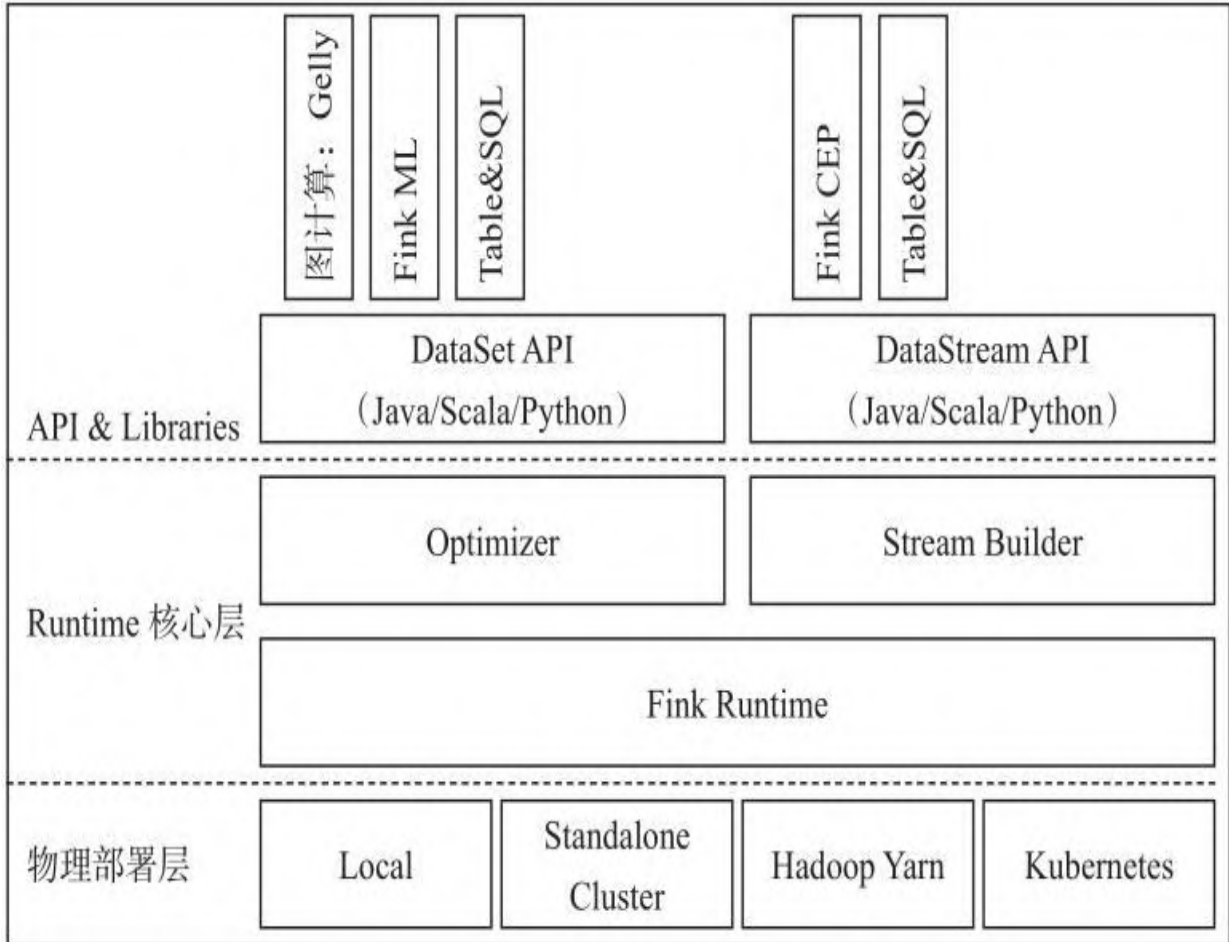 图计算：Gelly
Fink ML
Table&SQL
Fink CEP
Table&SQL
DataSet API
（Java/Scala/Python）
DataStream API
（Java/Scala/Python）
API & Libraries
Optimizer
Stream Builder
Runtime 核心层
Fink Runtime
物理部署层
Local
Standalone
Cluster
Hadoop Yarn
Kubernetes